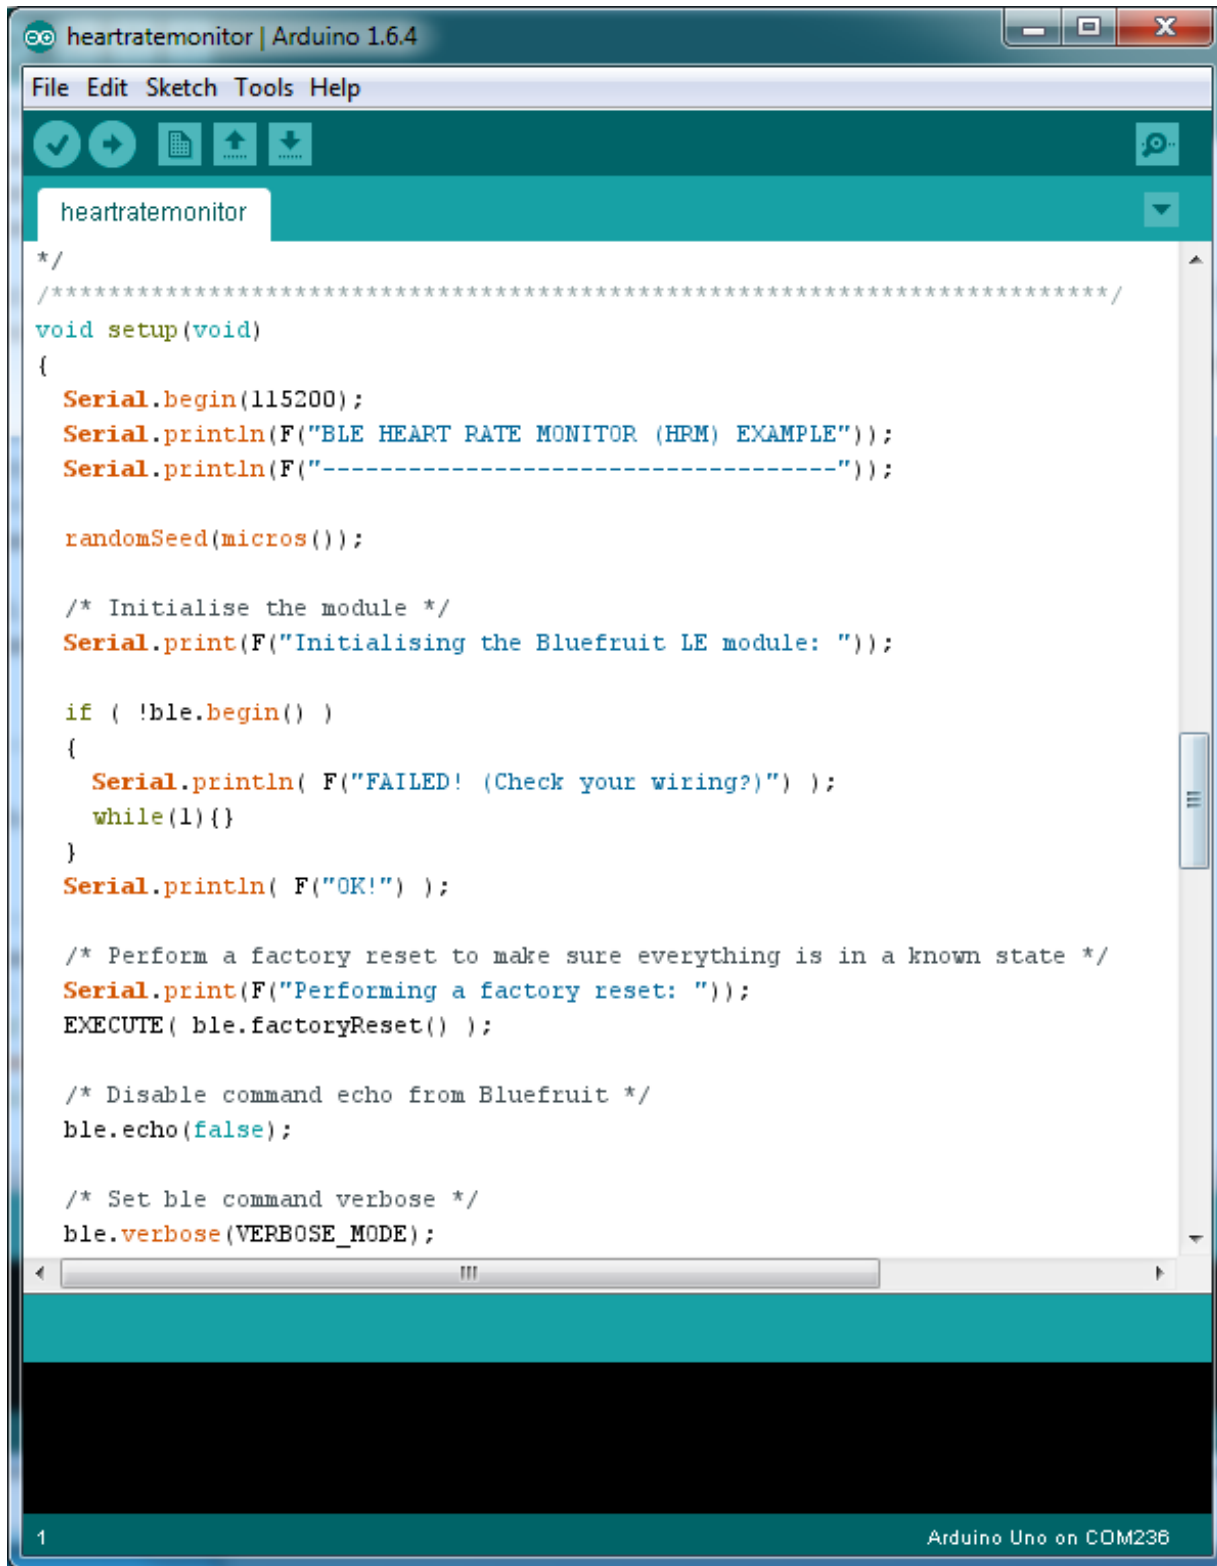 heartratemonitor | Arduino 1.6.4
File Edit Sketch Tools Help
heartratemonitor
*/
/**************************************************************************/
void setup(void)
{
  Serial.begin(115200);
  Serial.println(F("BLE HEART RATE MONITOR (HRM) EXAMPLE"));
  Serial.println(F("------------------------------------"));

  randomSeed(micros());

  /* Initialise the module */
  Serial.print(F("Initialising the Bluefruit LE module: "));

  if ( !ble.begin() )
  {
    Serial.println( F("FAILED! (Check your wiring?)") );
    while(1){}
  }
  Serial.println( F("OK!") );

  /* Perform a factory reset to make sure everything is in a known state */
  Serial.print(F("Performing a factory reset: "));
  EXECUTE( ble.factoryReset() );

  /* Disable command echo from Bluefruit */
  ble.echo(false);

  /* Set ble command verbose */
  ble.verbose(VERBOSE_MODE);
1
Arduino Uno on COM236